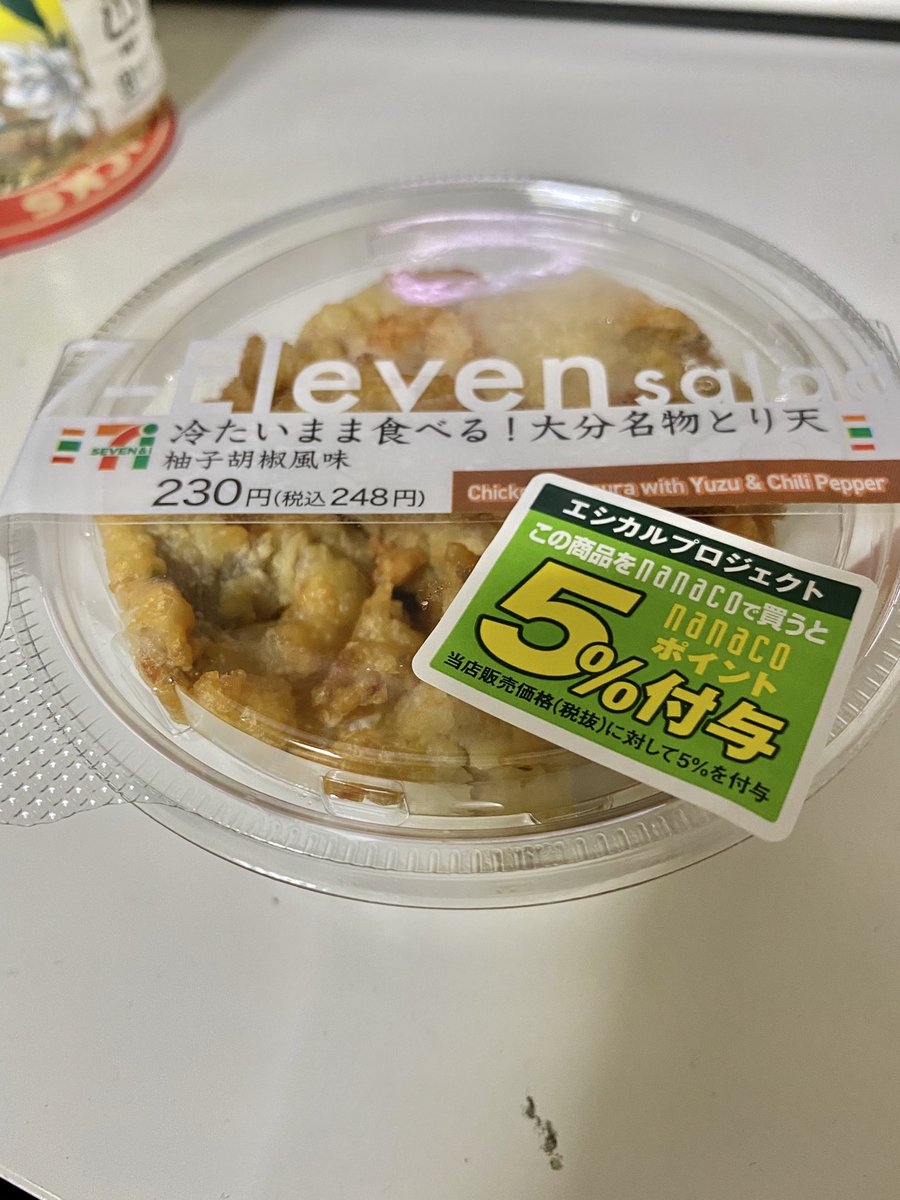 7-Eleven salad
冷たいまま食べる!大分名物とり天
SEVEN&i
柚子胡椒風味
230円(税込248円)
with Yuzu & Chili Pepper
エシカルプロジェクト
この商品をnanacoで買うと
nanaco
ポイント
5%付与
当店販売価格(税抜)に対して5%を付与